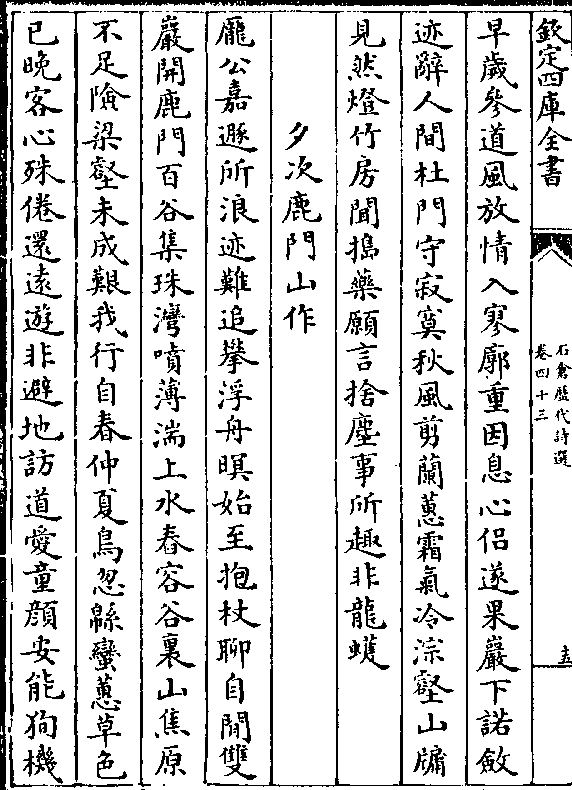 欽定四庫全書
石倉歷代詩選
卷四十三
十五
早歲參道風放情入寥廓重因息心侶遂果巖下諾斂
迹辭人間杜門守寂寞秋風剪蘭蕙霜氣冷淙壑山牖
見然燈竹房聞搗藥願言捨塵事所趣非龍蠖
夕次鹿門山作
龐公嘉遯所浪迹難追攀浮舟暝始至抱杖聊自閒雙
巖開鹿門百谷集珠灣噴薄湍上水舂容谷裏山焦原
不足險梁壑未成艱我行自春仲夏鳥忽緜蠻蕙草色
已晚客心殊倦還遠遊非避地訪道愛童顔安能狥機